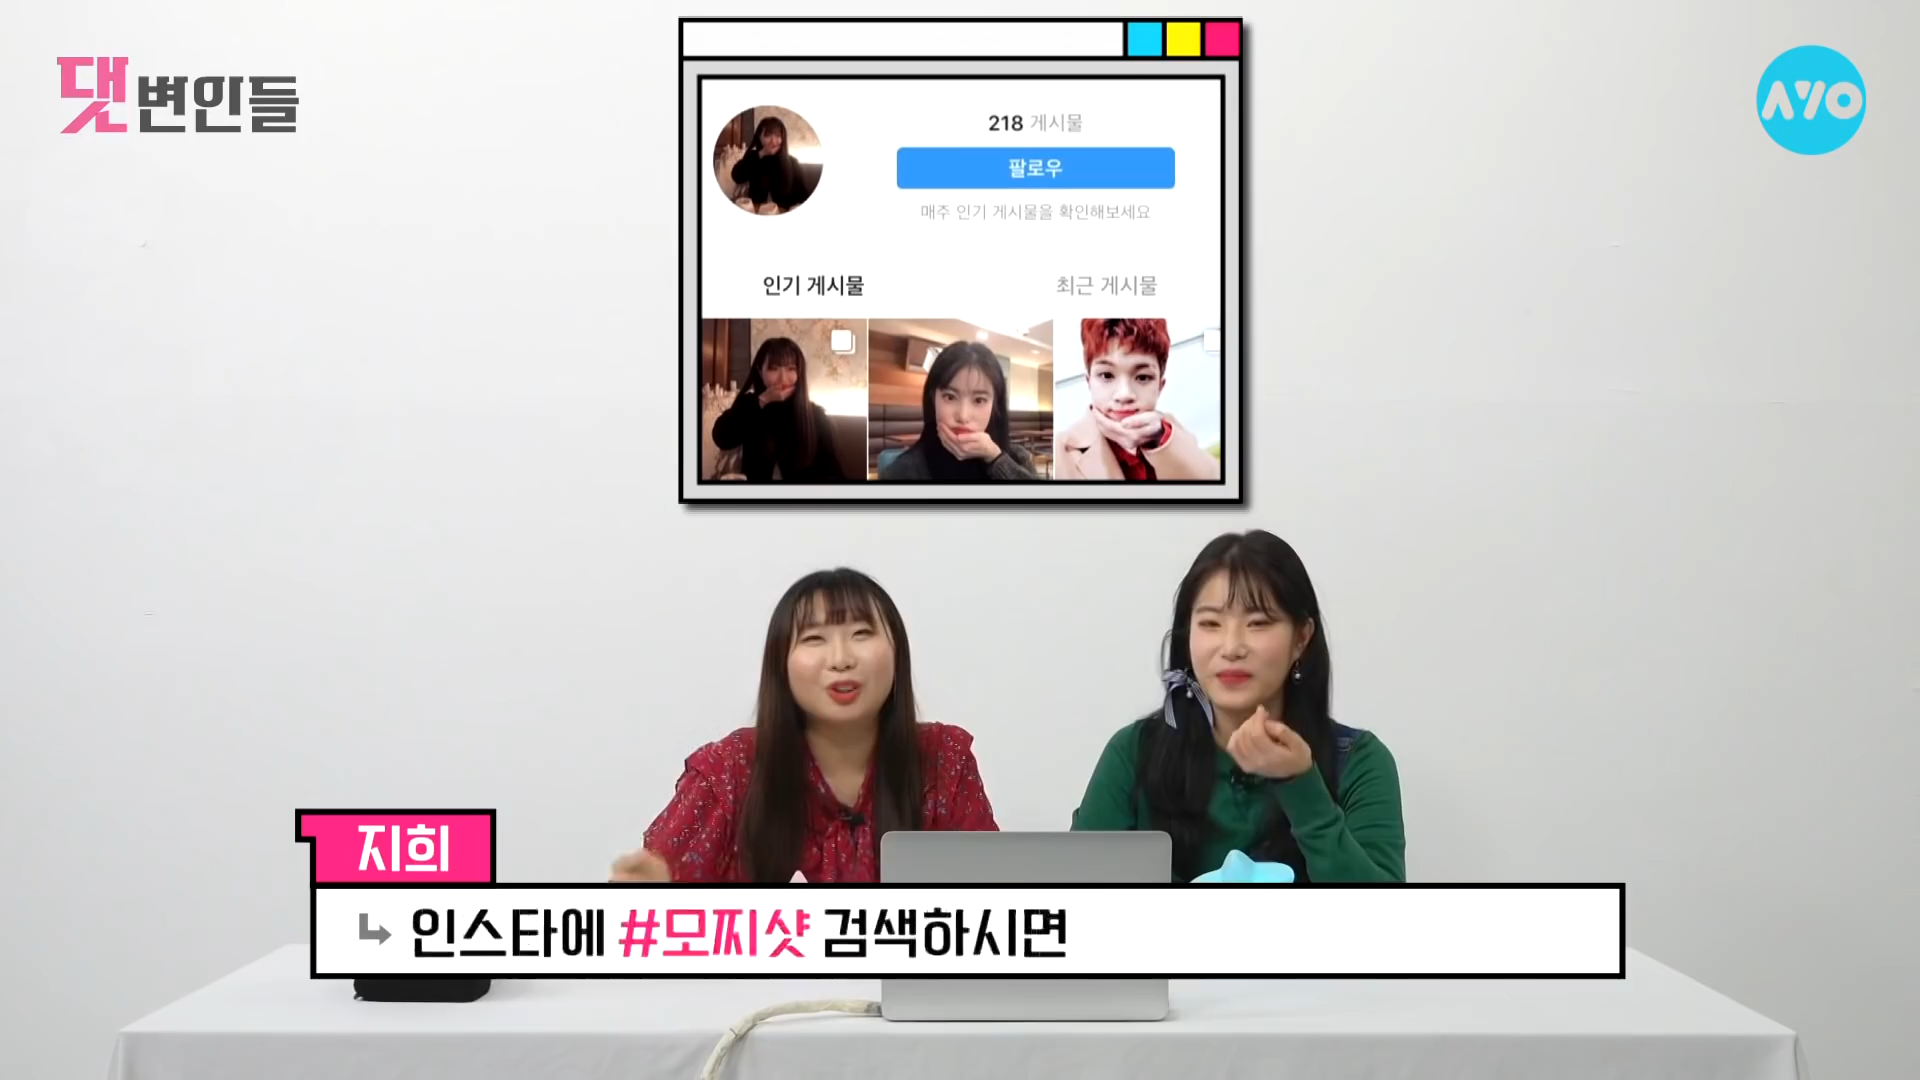 댓변인들
AYO
218 게시물
팔로우
매주 인기 게시물을 확인해보세요
인기 게시물
최근 게시물
지희
↳ 인스타에 #모찌샷 검색하시면